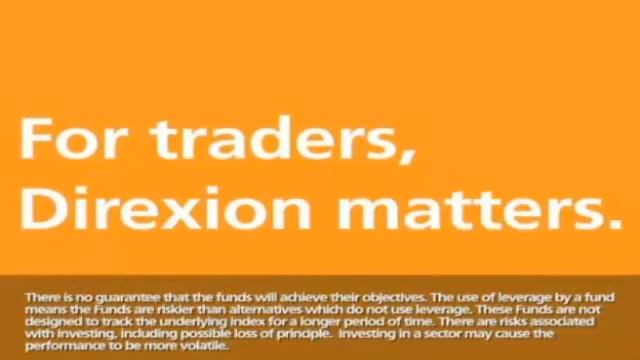 For traders,
Direxion matters.
There is no guarantee that the funds will achieve their objectives. The use of leverage by a fund
means the Funds are riskier than alternatives which do not use leverage. These Funds are not
designed to track the underlying index for a longer period of time. There are risks associated
with investing, including possible loss of principle. Investing in a sector may cause the
performance to be more volatile.